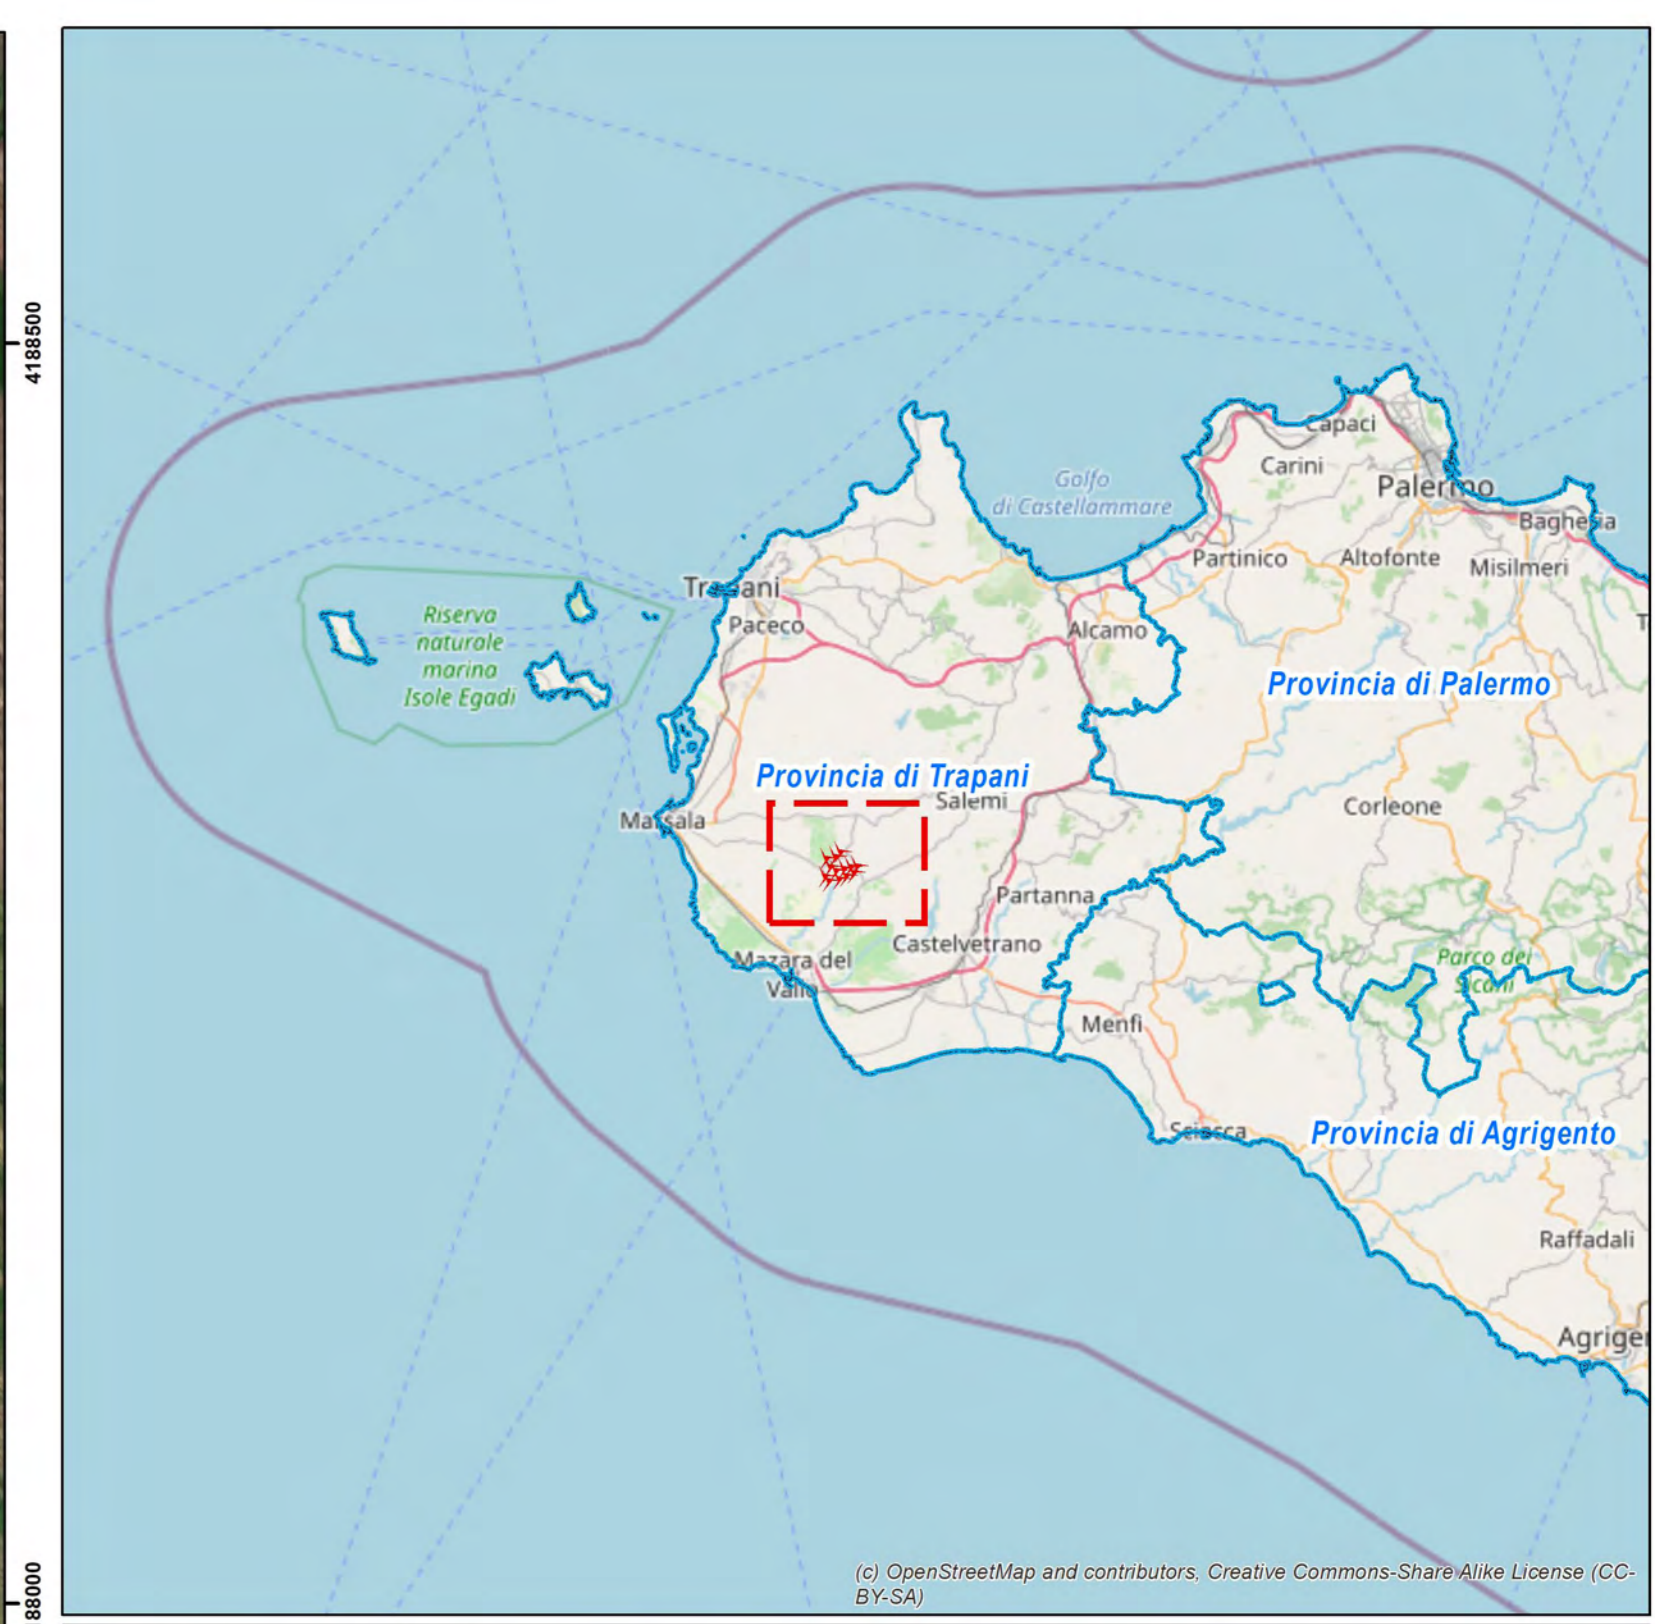 4188500
88000
Capaci
Carini
Palermo
Golfo
di Castellammare
Bagheria
Partinico
Altofonte
Misilmeri
Trapani
Riserva
naturale
marina
Isole Egadi
Paceco
Alcamo
T
Provincia di Palermo
Provincia di Trapani
Salemi
Marsala
Corleone
Partanna
Castelvetrano
Mazara del
Vallo
Parco dei
Sicani
Menfi
Sciacca
Provincia di Agrigento
Raffadali
Agrige
(c) OpenStreetMap and contributors, Creative Commons-Share Alike License (CC-
BY-SA)